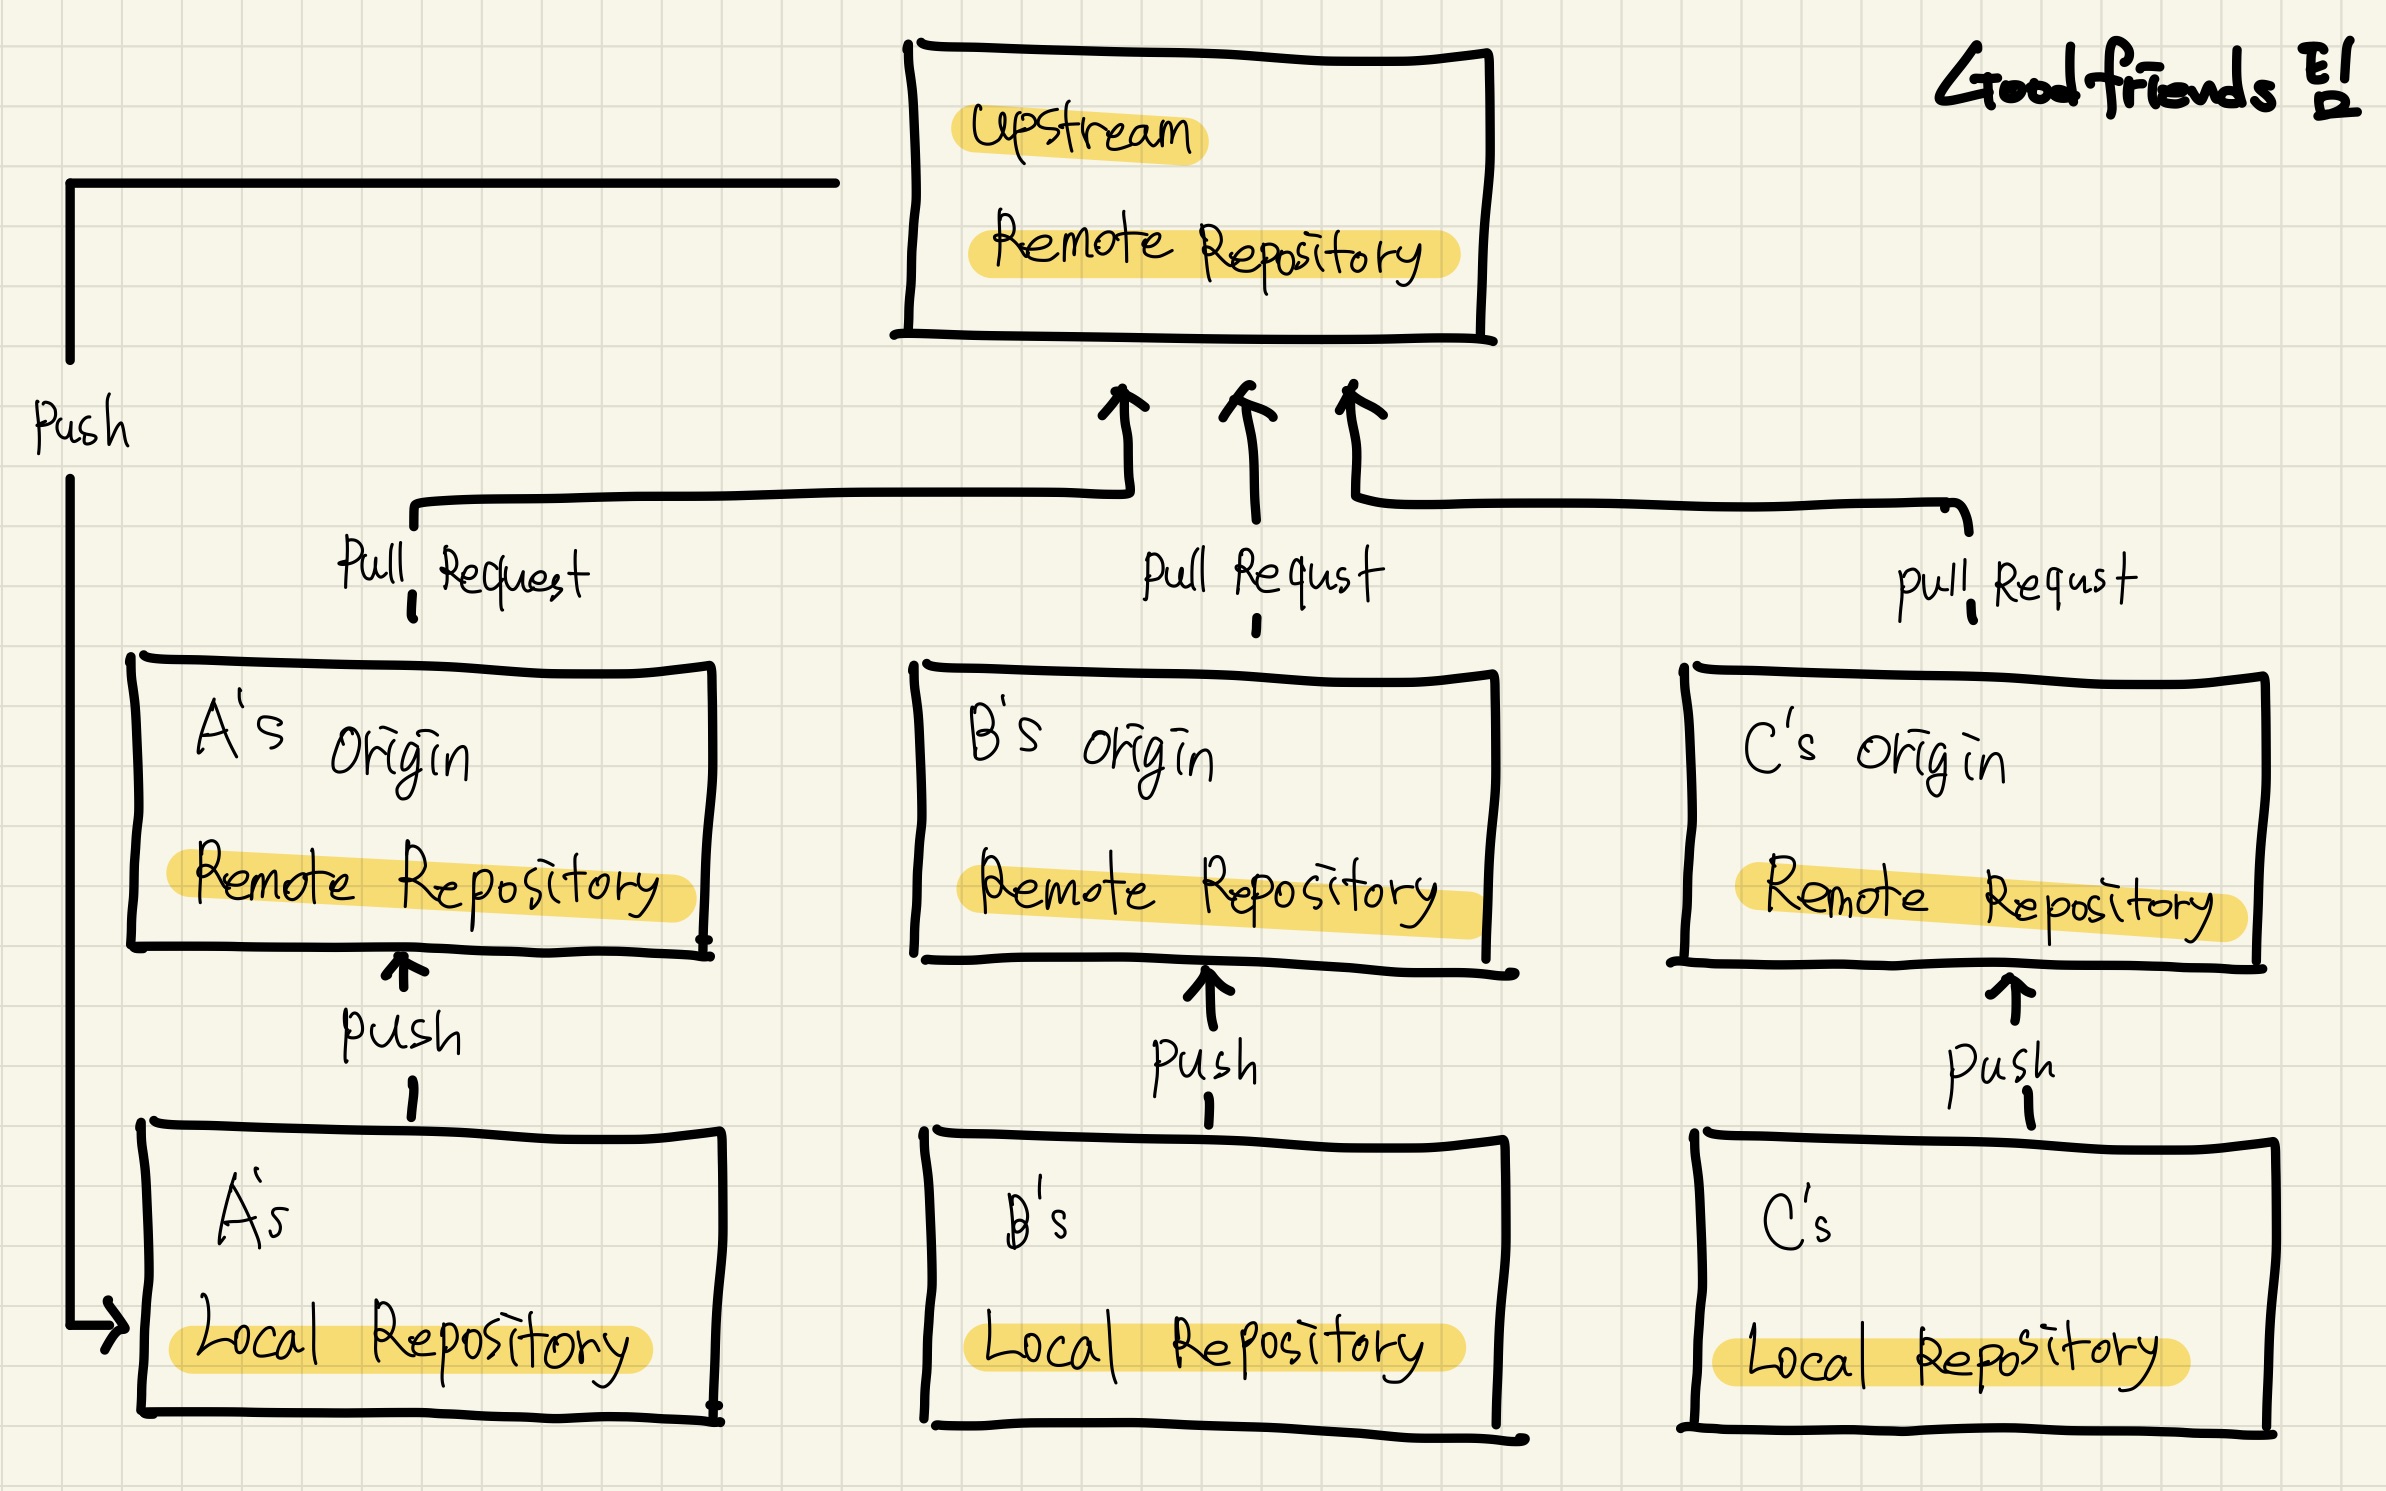 Goodfriends 팀
Upstream
Remote Repository
Push
Pull Request
Pull Requst
Pull Requst
A's origin
Remote Repository
B's origin
Remote Repository
C's origin
Remote Repository
push
push
push
A's
Local Repository
B's
Local Repository
C's
Local Repository